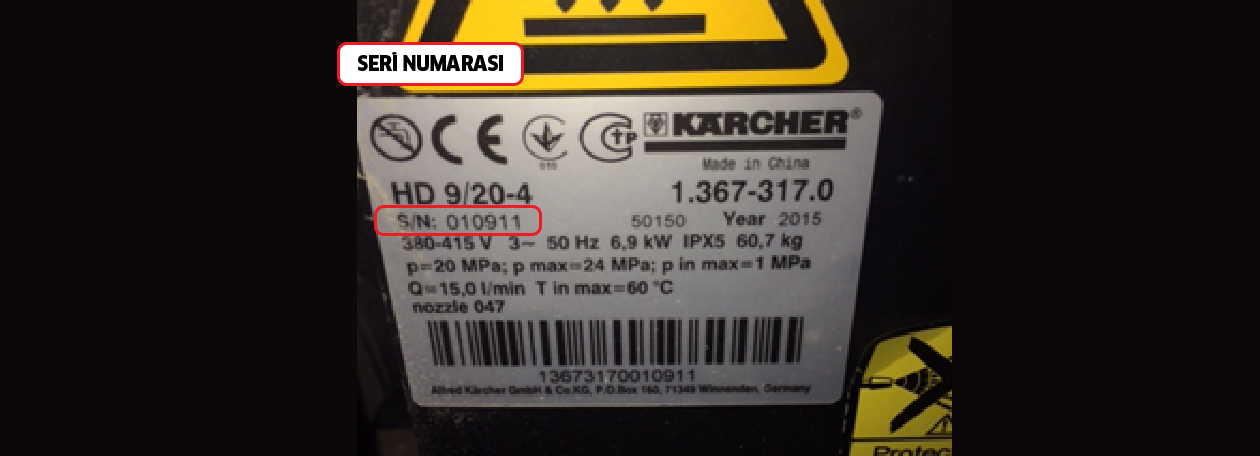 SERİ NUMARASI
KÄRCHER®
010
Made in China
HD 9/20-4 1.367-317.0
S/N: 010911 50150 Year 2015
380-415 V 3~ 50 Hz 6,9 kW IPX5 60,7 kg
p=20 MPa; p max=24 MPa; p in max=1 MPa
Q=15,0 l/min T in max=60 °C
nozzle 047
13673170010911
Alfred Kärcher GmbH & Co.KG, P.O.Box 160, 71349 Winnenden, Germany